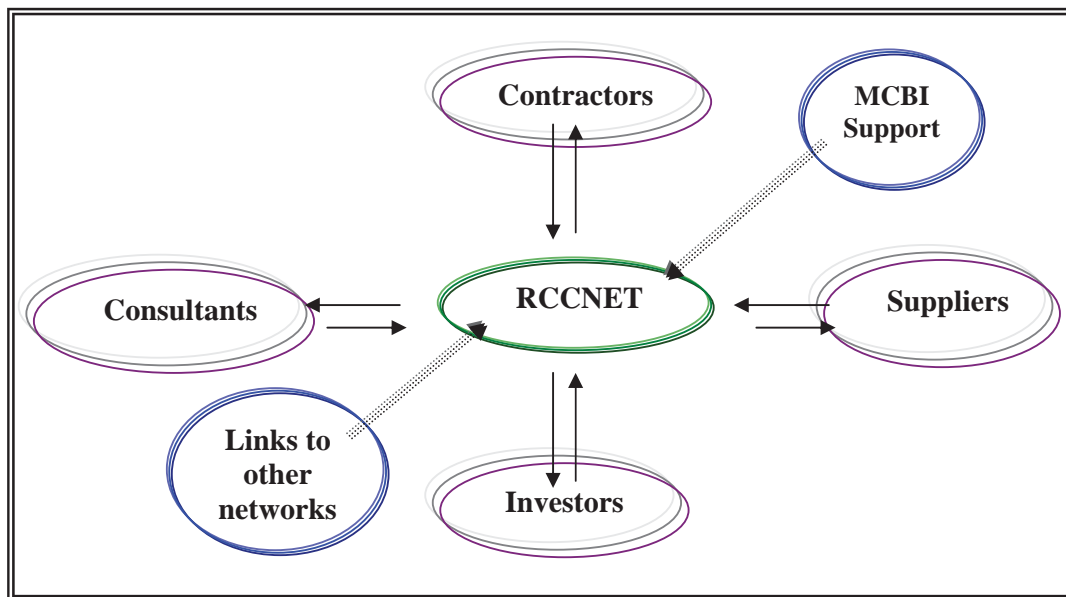 Contractors
MCBI
Support
Consultants
RCCNET
Suppliers
Links to
other
networks
Investors